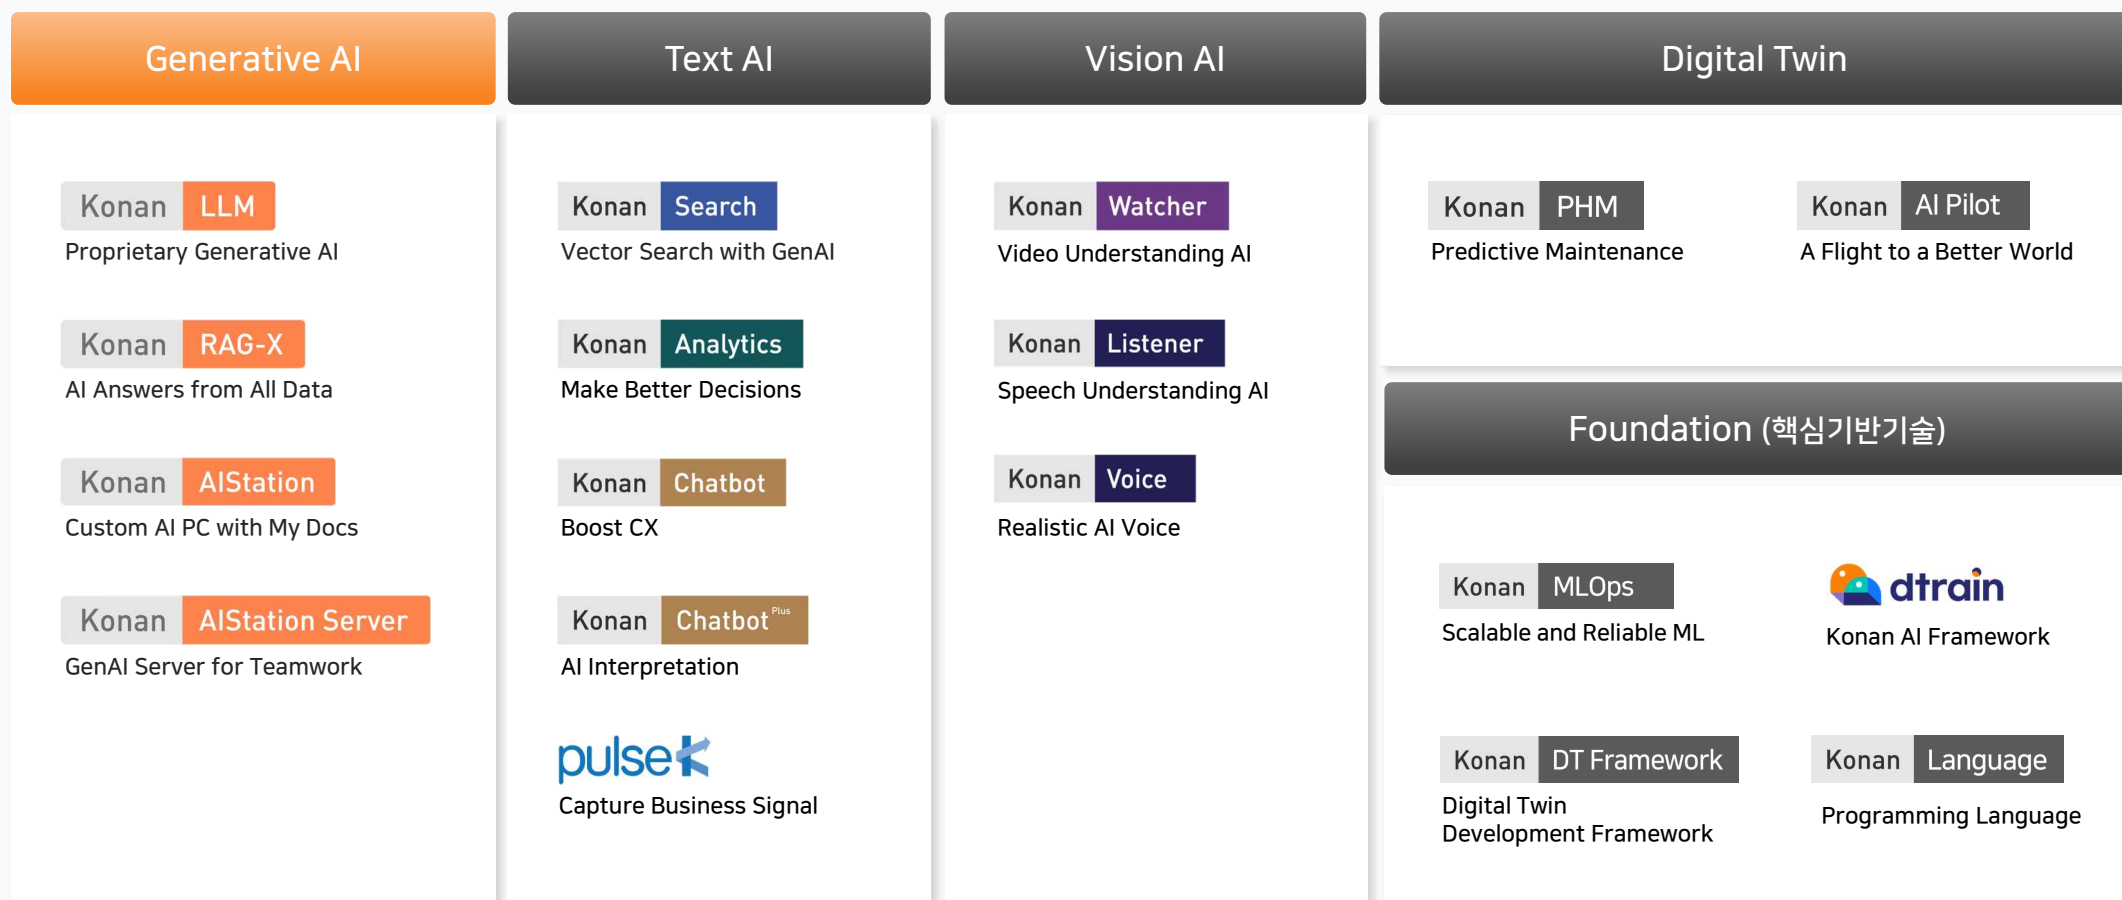 Generative AI
Konan LLM
Proprietary Generative AI
Konan RAG-X
AI Answers from All Data
Konan AIStation
Custom AI PC with My Docs
Konan AIStation Server
GenAI Server for Teamwork
Text AI
Konan Search
Vector Search with GenAI
Konan Analytics
Make Better Decisions
Konan Chatbot
Boost CX
Konan Chatbot Plus
AI Interpretation
pulse K
Capture Business Signal
Vision AI
Konan Watcher
Video Understanding AI
Konan Listener
Speech Understanding AI
Konan Voice
Realistic AI Voice
Digital Twin
Konan PHM
Predictive Maintenance
Konan AI Pilot
A Flight to a Better World
Foundation (핵심기반기술)
Konan MLOps
Scalable and Reliable ML
dtrain
Konan AI Framework
Konan DT Framework
Digital Twin
Development Framework
Konan Language
Programming Language